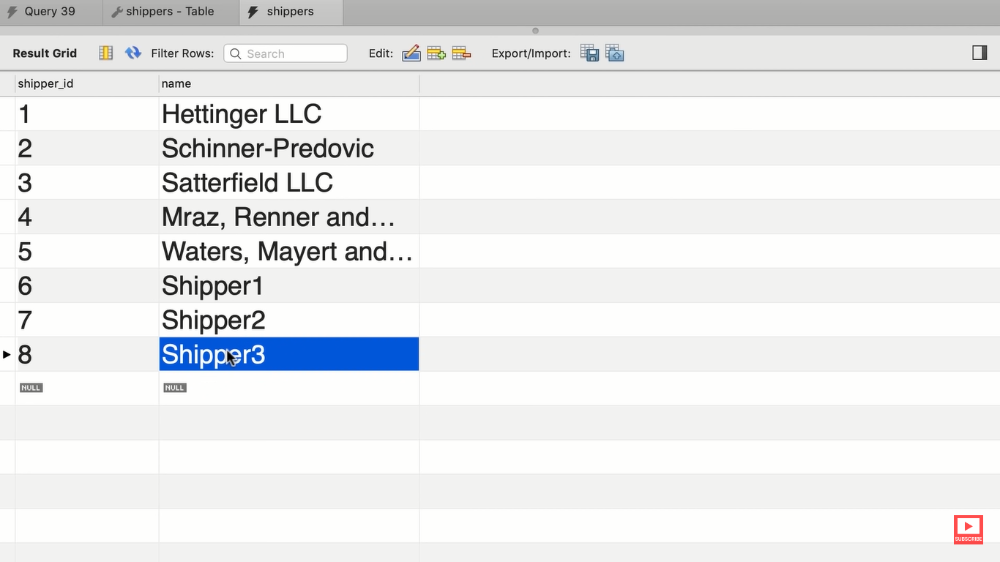 Query 39 shippers - Table shippers
Result Grid Filter Rows: Search Edit: Export/Import:
shipper_id name
1 Hettinger LLC
2 Schinner-Predovic
3 Satterfield LLC
4 Mraz, Renner and...
5 Waters, Mayert and...
6 Shipper1
7 Shipper2
8 Shipper3
NULL NULL
SUBSCRIBE